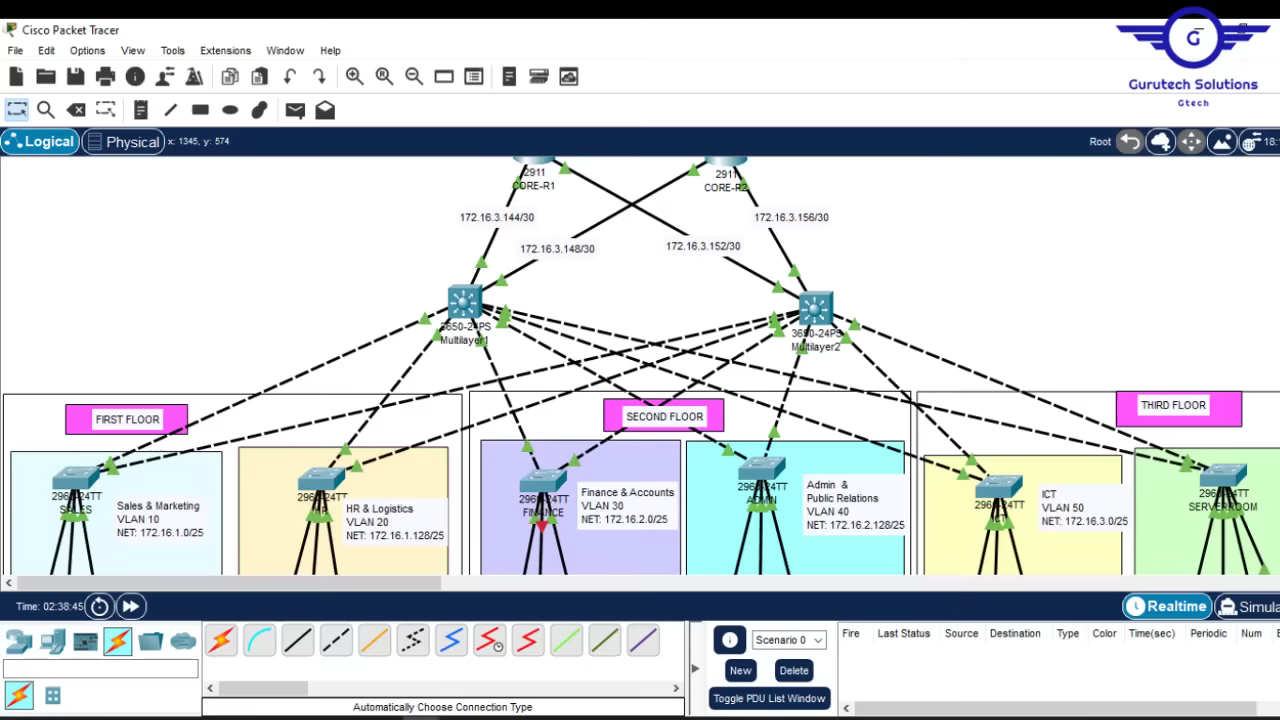 Cisco Packet Tracer
G
Gurutech Solutions
Gtech
File Edit Options View Tools Extensions Window Help
Logical Physical x: 1345, y: 574 Root
2911
CORE-R1
2911
CORE-R2
172.16.3.144/30
172.16.3.156/30
172.16.3.148/30
172.16.3.152/30
3650-24PS
Multilayer1
3650-24PS
Multilayer2
FIRST FLOOR
SECOND FLOOR
THIRD FLOOR
SALES
Sales & Marketing
VLAN 10
NET: 172.16.1.0/25
HR & Logistics
VLAN 20
NET: 172.16.1.128/25
FINANCE
Finance & Accounts
VLAN 30
NET: 172.16.2.0/25
ADMIN
Admin &
Public Relations
VLAN 40
NET: 172.16.2.128/25
ICT
VLAN 50
NET: 172.16.3.0/25
SERVERROOM
Time: 02:38:45
Realtime
Scenario 0
New
Delete
Toggle PDU List Window
Fire Last Status Source Destination Type Color Time(sec) Periodic Num
Automatically Choose Connection Type